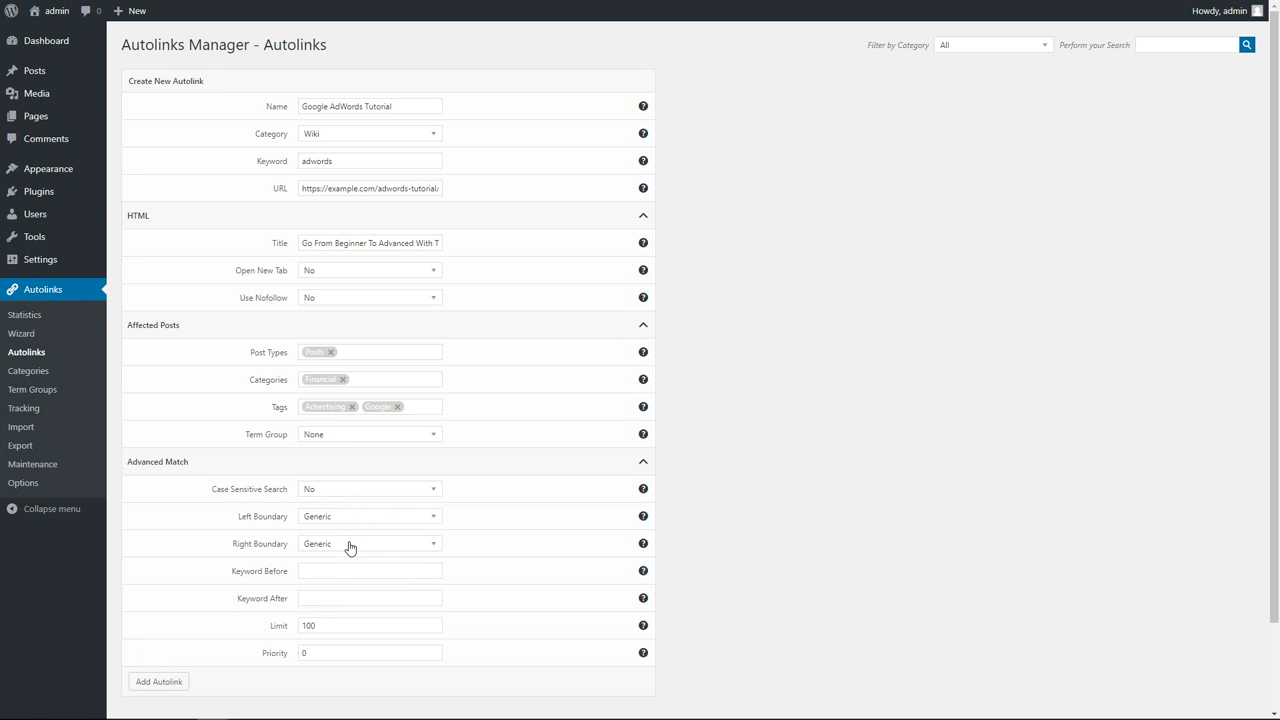 admin 0 New Howdy, admin
Dashboard
Posts
Media
Pages
Comments
Appearance
Plugins
Users
Tools
Settings
Autolinks
Statistics
Wizard
Autolinks
Categories
Term Groups
Tracking
Import
Export
Maintenance
Options
Collapse menu
Autolinks Manager - Autolinks
Filter by Category All Perform your Search
Create New Autolink
Name Google AdWords Tutorial
Category Wiki
Keyword adwords
URL https://example.com/adwords-tutorial/
HTML
Title Go From Beginner To Advanced With T
Open New Tab No
Use Nofollow No
Affected Posts
Post Types Posts
Categories Financial
Tags Advertising Google
Term Group None
Advanced Match
Case Sensitive Search No
Left Boundary Generic
Right Boundary Generic
Keyword Before
Keyword After
Limit 100
Priority 0
Add Autolink